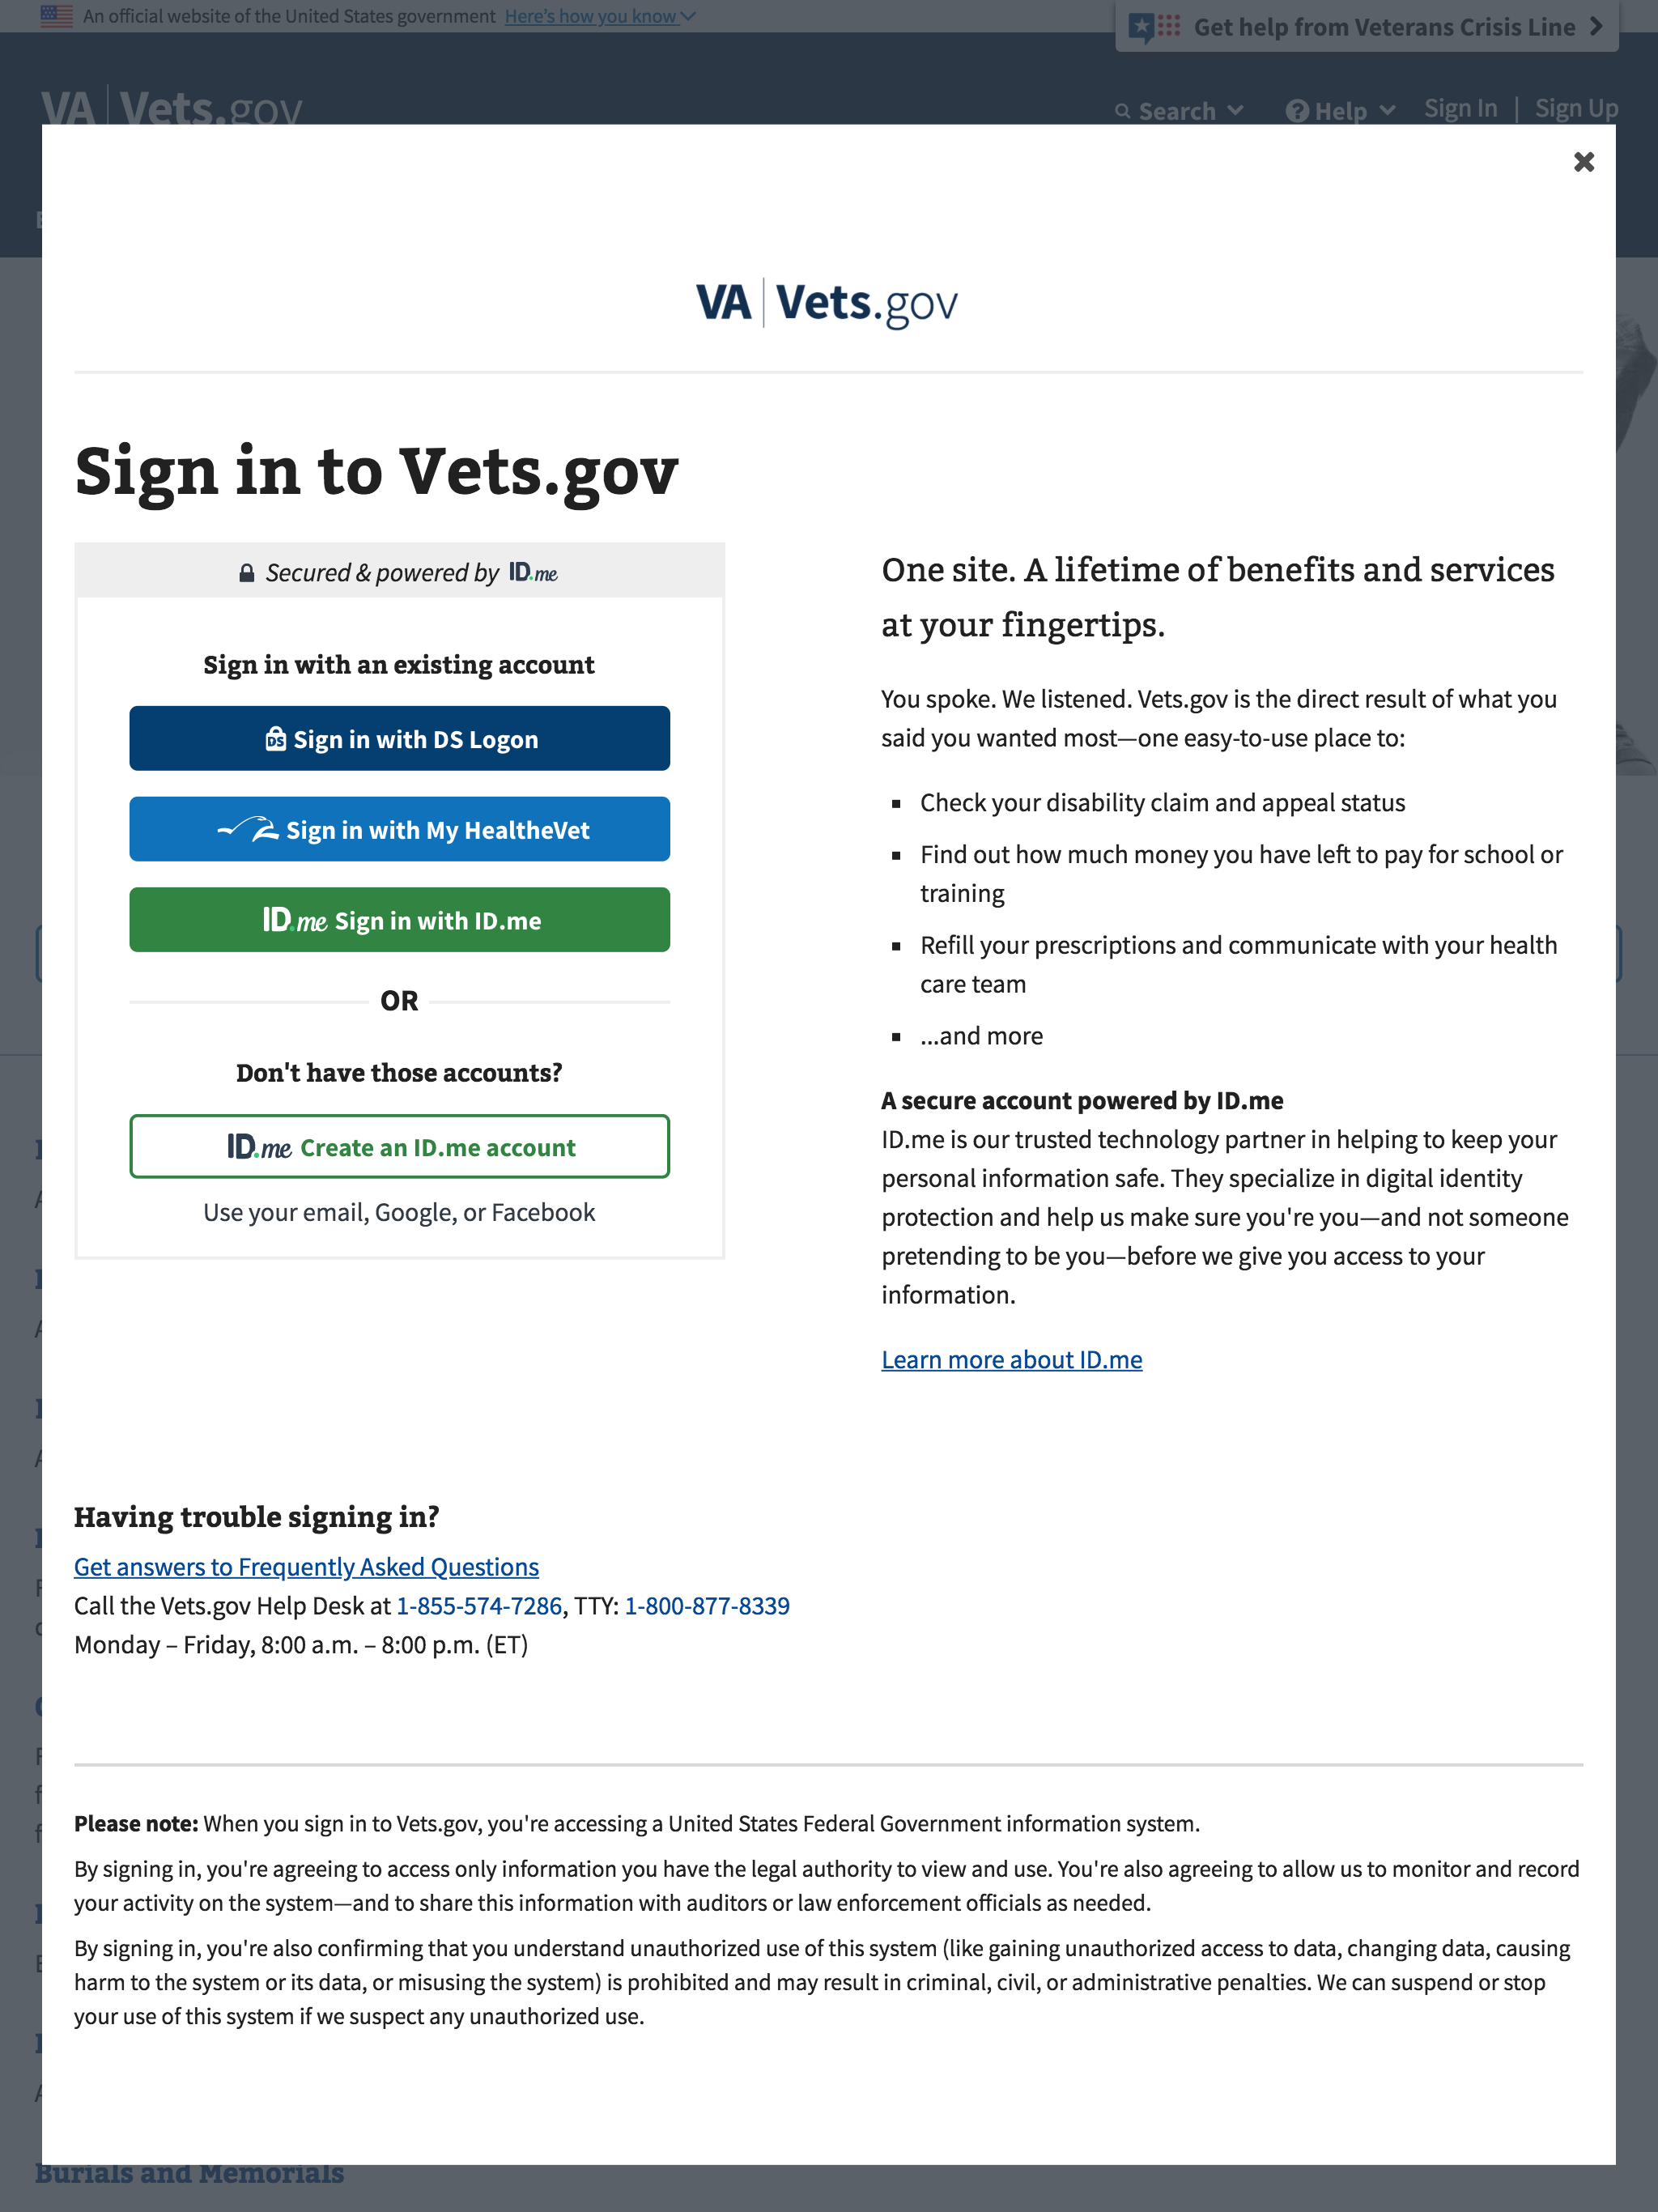 An official website of the United States government Here's how you know
Get help from Veterans Crisis Line
VA Vets.gov
Search Help Sign In | Sign Up
VA Vets.gov
Sign in to Vets.gov
Secured & powered by ID.me
Sign in with an existing account
DS Sign in with DS Logon
Sign in with My HealtheVet
ID.me Sign in with ID.me
OR
Don't have those accounts?
ID.me Create an ID.me account
Use your email, Google, or Facebook
One site. A lifetime of benefits and services
at your fingertips.
You spoke. We listened. Vets.gov is the direct result of what you
said you wanted most—one easy-to-use place to:
Check your disability claim and appeal status
Find out how much money you have left to pay for school or
training
Refill your prescriptions and communicate with your health
care team
...and more
A secure account powered by ID.me
ID.me is our trusted technology partner in helping to keep your
personal information safe. They specialize in digital identity
protection and help us make sure you're you—and not someone
pretending to be you—before we give you access to your
information.
Learn more about ID.me
Having trouble signing in?
Get answers to Frequently Asked Questions
Call the Vets.gov Help Desk at 1-855-574-7286, TTY: 1-800-877-8339
Monday – Friday, 8:00 a.m. – 8:00 p.m. (ET)
Please note: When you sign in to Vets.gov, you're accessing a United States Federal Government information system.
By signing in, you're agreeing to access only information you have the legal authority to view and use. You're also agreeing to allow us to monitor and record
your activity on the system—and to share this information with auditors or law enforcement officials as needed.
By signing in, you're also confirming that you understand unauthorized use of this system (like gaining unauthorized access to data, changing data, causing
harm to the system or its data, or misusing the system) is prohibited and may result in criminal, civil, or administrative penalties. We can suspend or stop
your use of this system if we suspect any unauthorized use.
Burials and Memorials